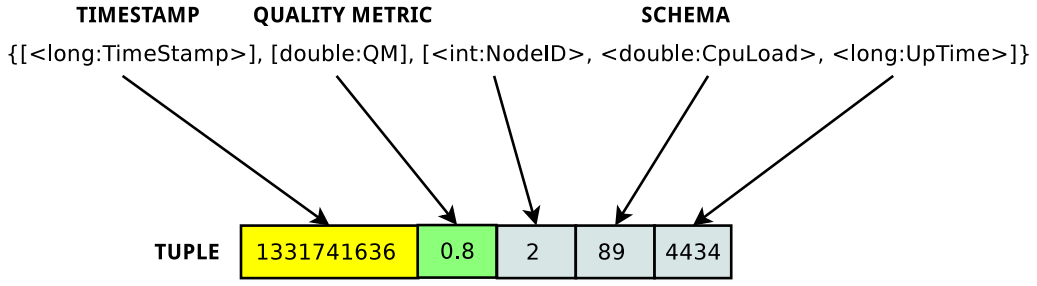 TIMESTAMP QUALITY METRIC SCHEMA
{[<long:TimeStamp>], [double:QM], [<int:NodeID>, <double:CpuLoad>, <long:UpTime>]}
TUPLE 1331741636 0.8 2 89 4434